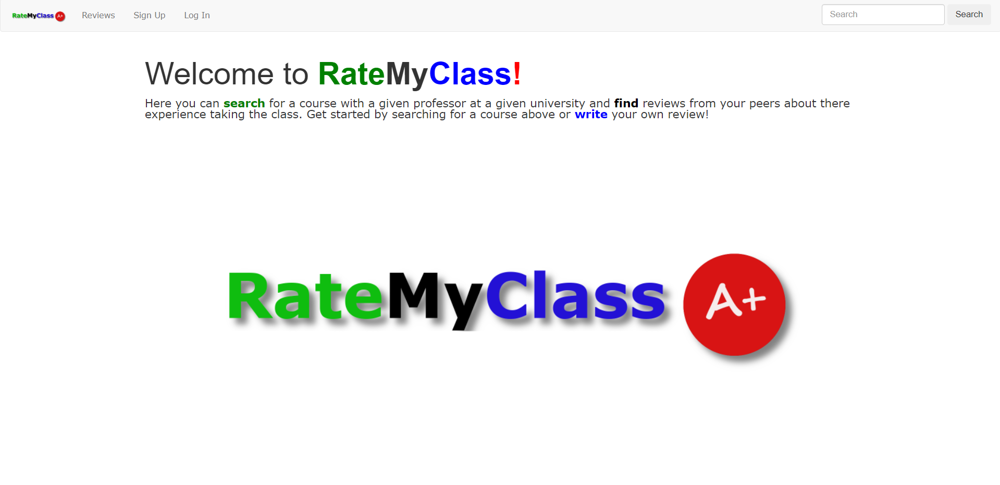 RateMyClass A+ Reviews Sign Up Log In Search Search
Welcome to RateMyClass!
Here you can search for a course with a given professor at a given university and find reviews from your peers about there
experience taking the class. Get started by searching for a course above or write your own review!
RateMyClass A+